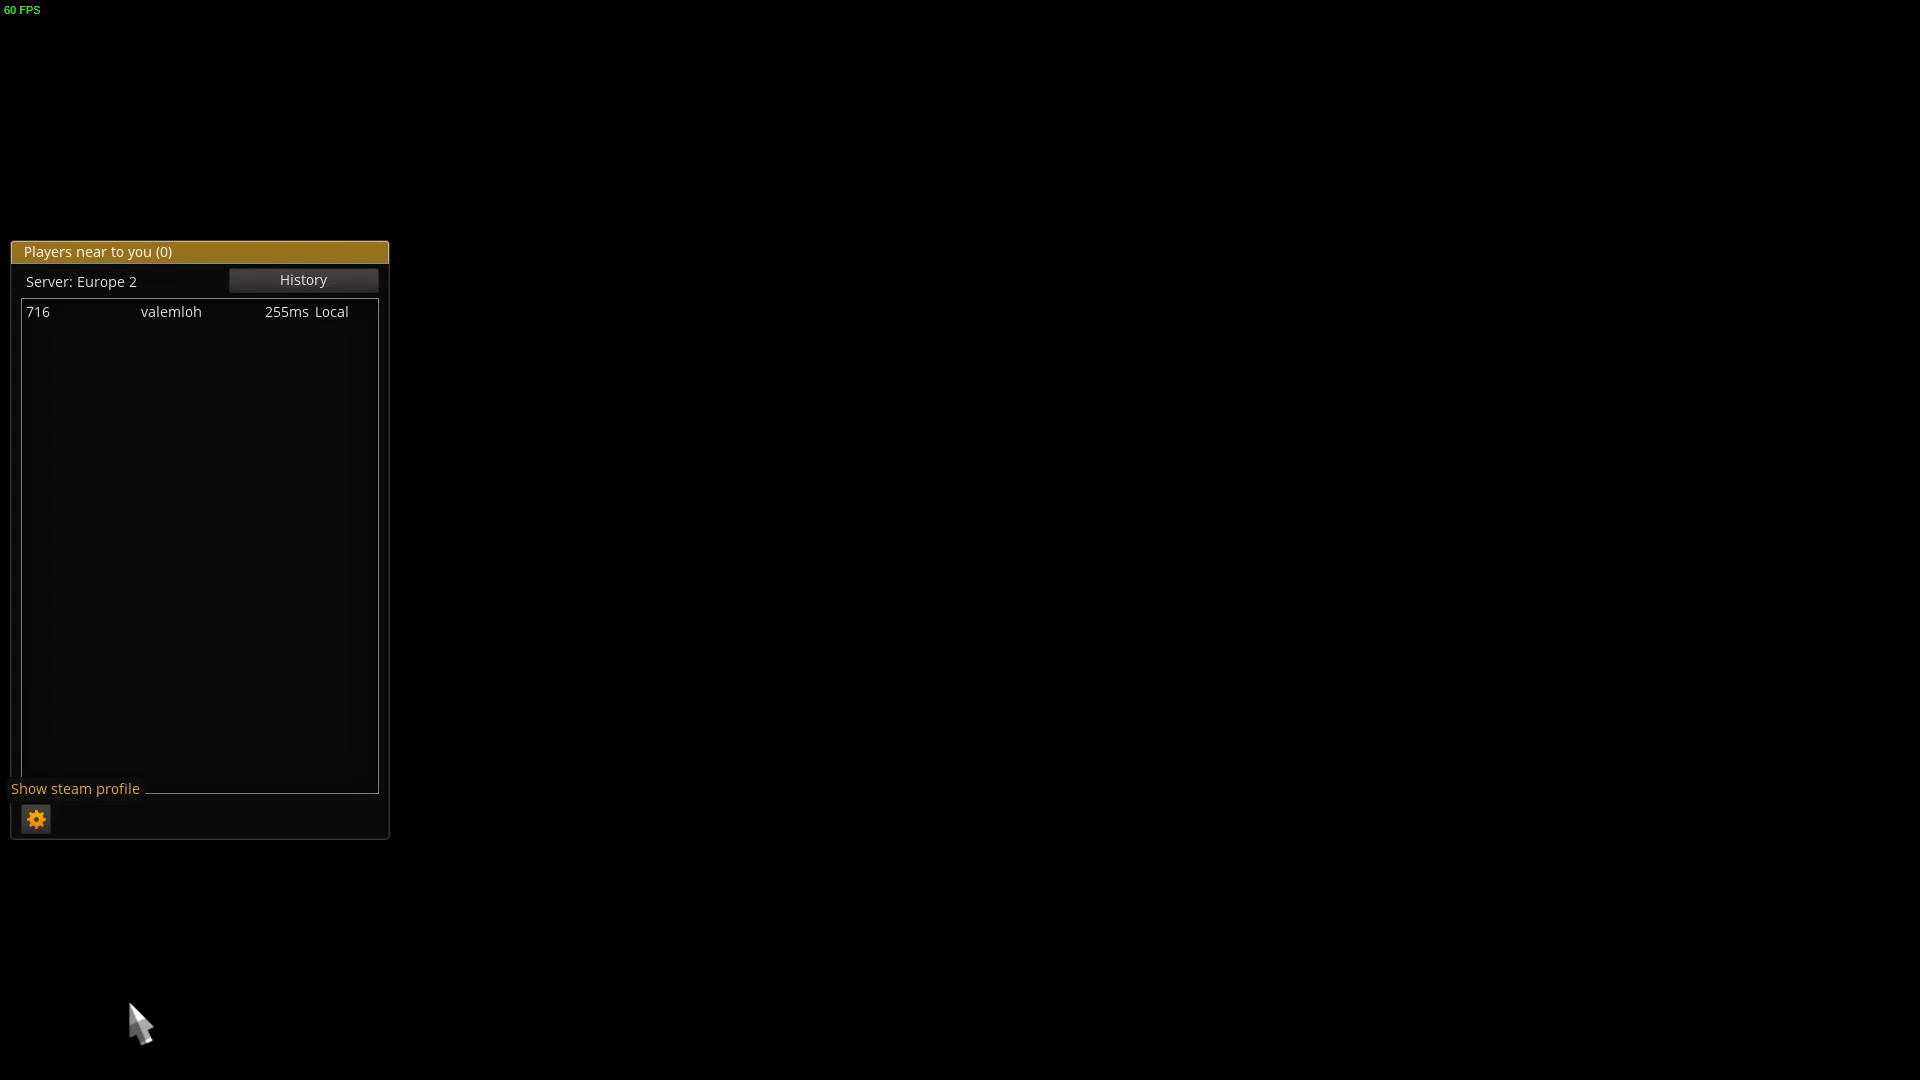 60 FPS
Players near to you (0)
Server: Europe 2 History
716 valemloh 255ms Local
Show steam profile